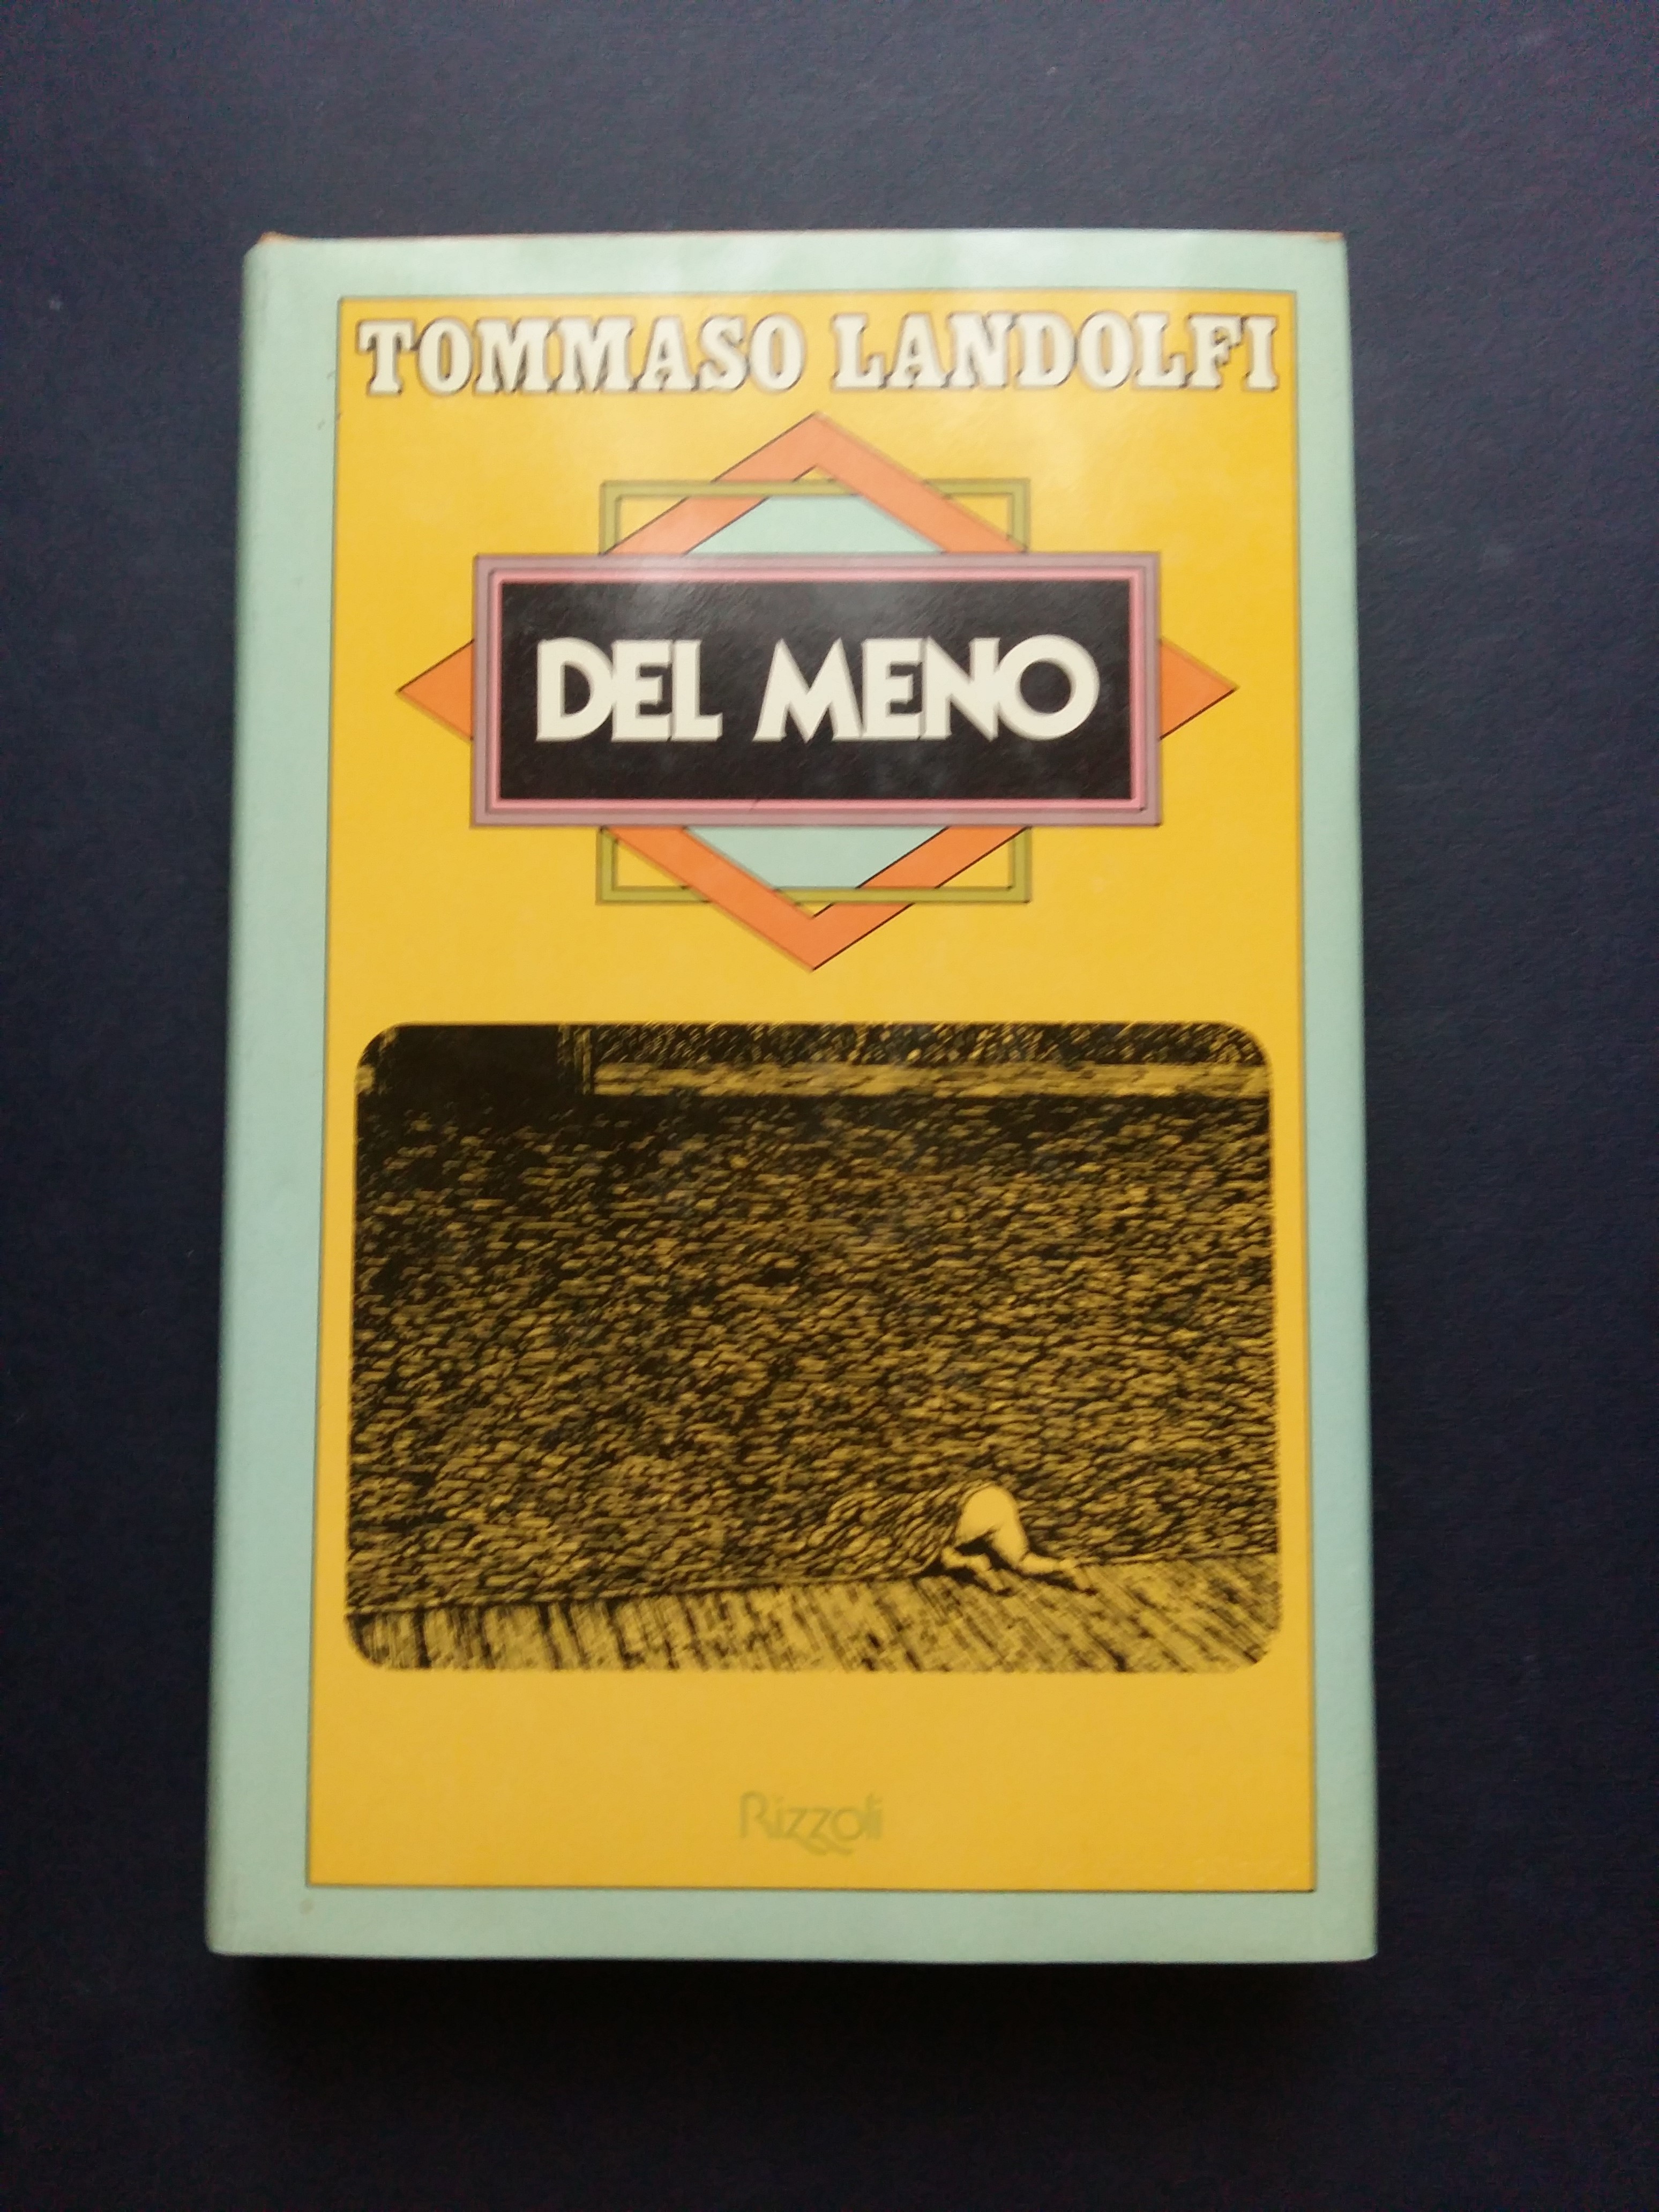 TOMMASO LANDOLFI
DEL MENO
Rizzoli